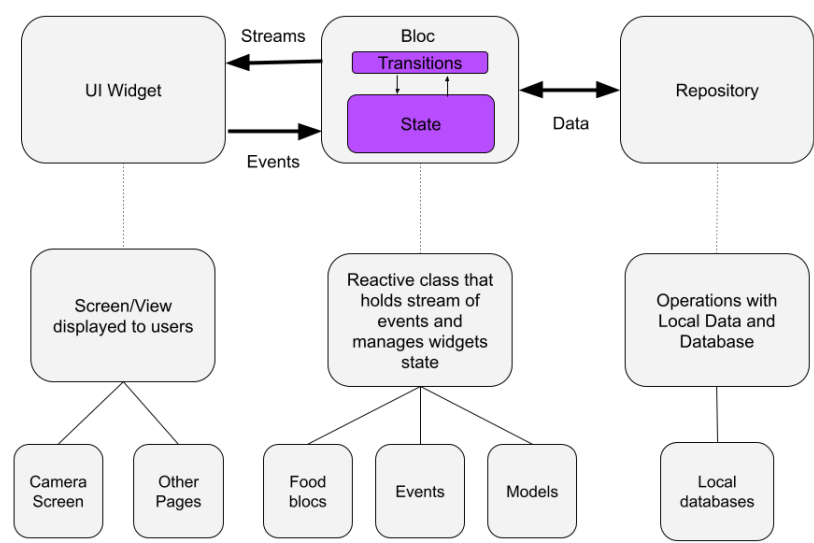 Streams
Bloc
Transitions
UI Widget
Repository
State
Data
Events
Screen/View
displayed to users
Reactive class that
holds stream of
events and
manages widgets
state
Operations with
Local Data and
Database
Camera
Screen
Other
Pages
Food
blocs
Events
Models
Local
databases